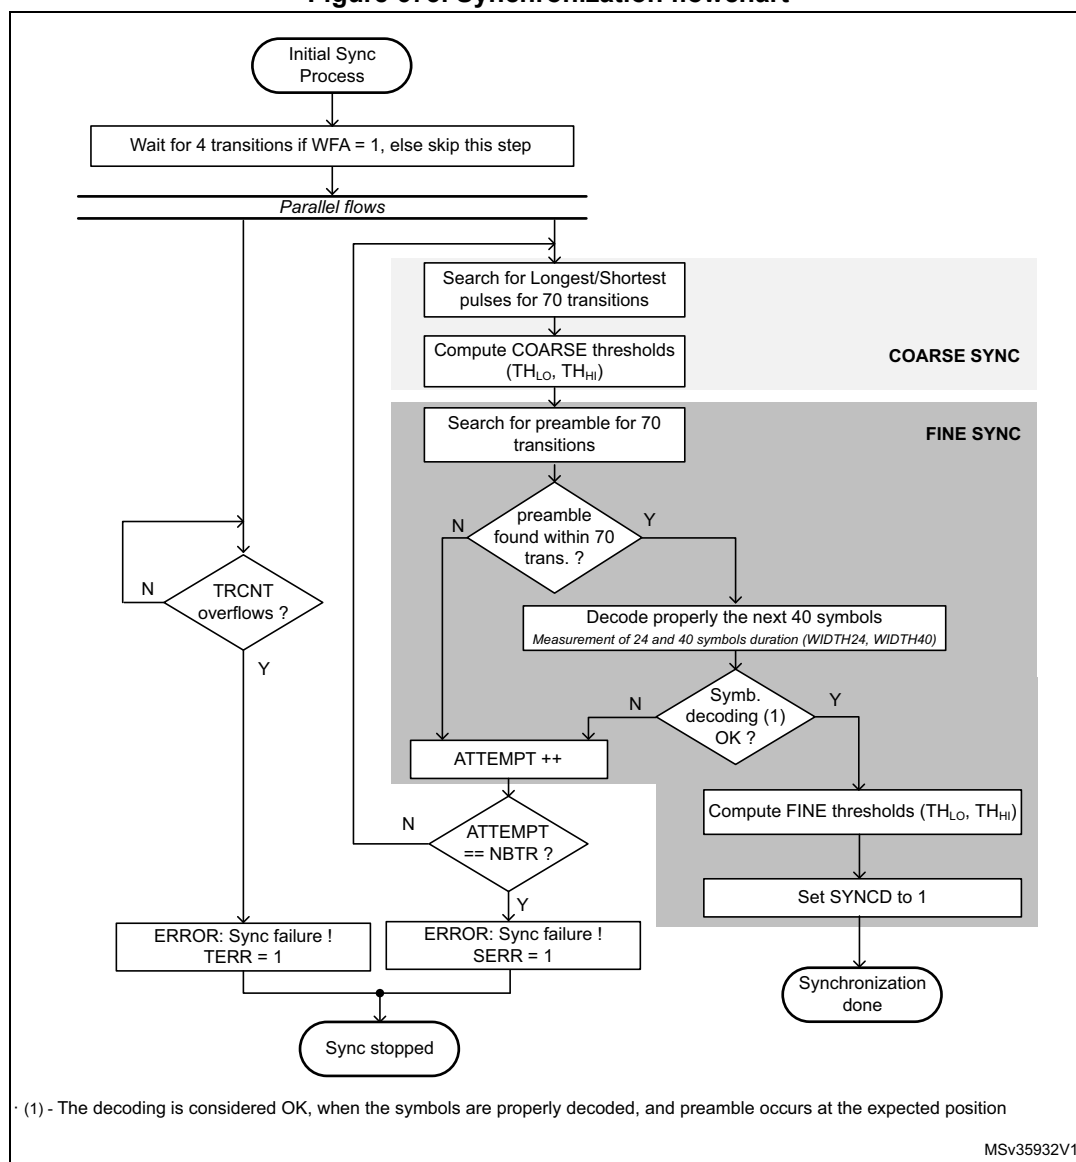 Initial Sync
Process
Wait for 4 transitions if WFA = 1, else skip this step
Parallel flows
Search for Longest/Shortest
pulses for 70 transitions
Compute COARSE thresholds
(TH_LO, TH_HI)
COARSE SYNC
Search for preamble for 70
transitions
FINE SYNC
preamble
found within 70
trans. ?
N
Y
TRCNT
overflows ?
N
Y
Decode properly the next 40 symbols
Measurement of 24 and 40 symbols duration (WIDTH24, WIDTH40)
Symb.
decoding (1)
OK ?
N
Y
ATTEMPT ++
Compute FINE thresholds (TH_LO, TH_HI)
ATTEMPT
== NBTR ?
N
Y
Set SYNCD to 1
ERROR: Sync failure !
TERR = 1
ERROR: Sync failure !
SERR = 1
Synchronization
done
Sync stopped
(1) - The decoding is considered OK, when the symbols are properly decoded, and preamble occurs at the expected position
MSv35932V1